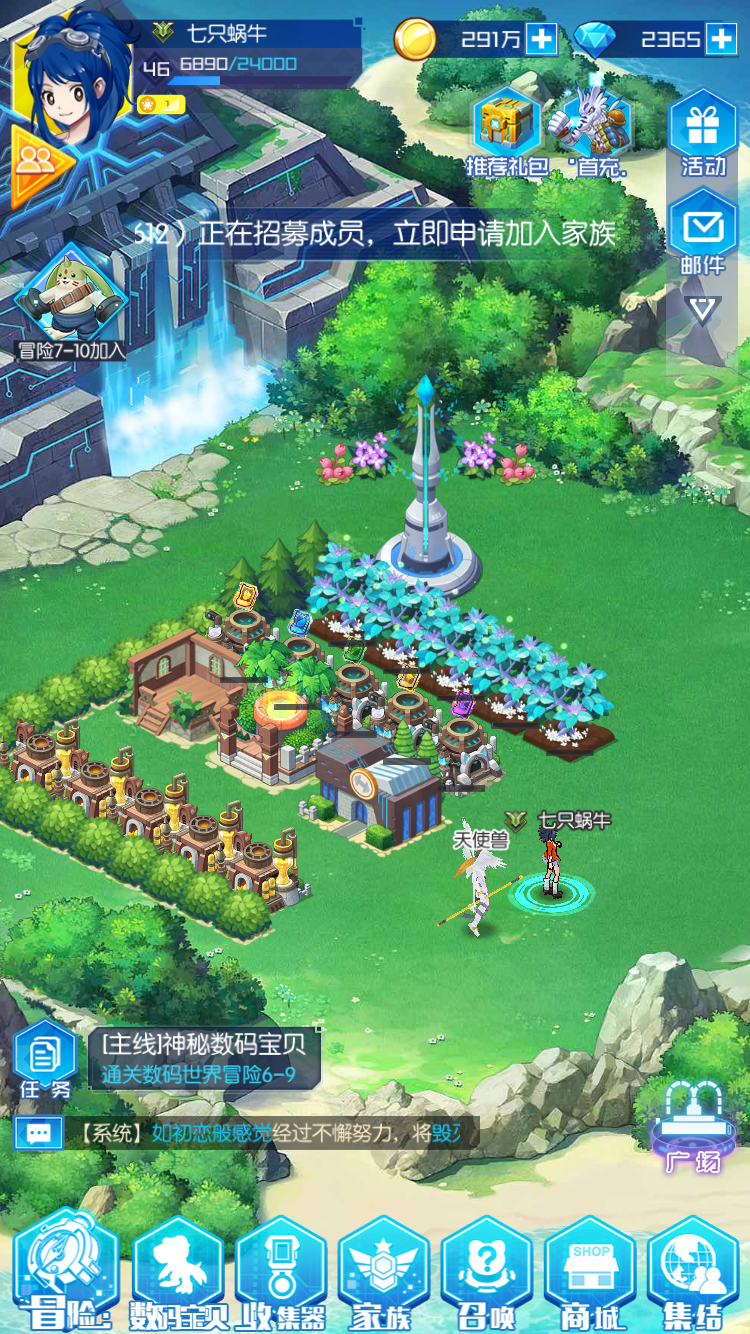 七只蜗牛
291万
2365
46 6890/24000
1
推荐礼包
首充
活动
512）正在招募成员，立即申请加入家族
邮件
冒险7-10加入
七只蜗牛
天使兽
[主线]神秘数码宝贝
通关数码世界冒险6-9
任务
【系统】如初恋般感觉经过不懈努力，将毁灭
广场
SHOP
冒险
数码宝贝
收集器
家族
召唤
商城
集结